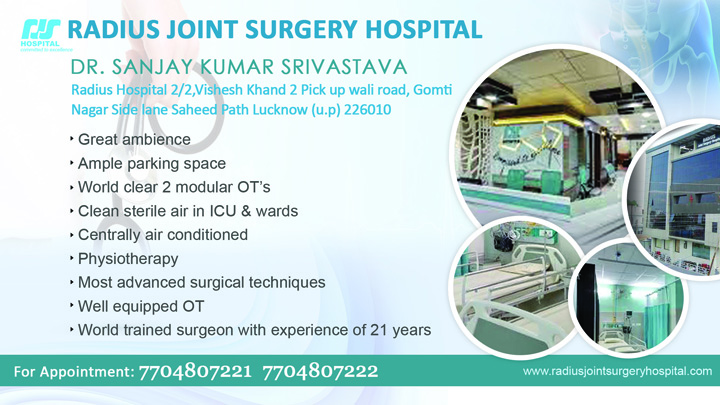 RJS
HOSPITAL
RADIUS JOINT SURGERY HOSPITAL
DR. SANJAY KUMAR SRIVASTAVA
Radius Hospital 2/2,Vishesh Khand 2 Pick up wali road, Gomti
Nagar Side lane Saheed Path Lucknow (u.p) 226010
Great ambience
Ample parking space
World clear 2 modular OT's
Clean sterile air in ICU & wards
Centrally air conditioned
Physiotherapy
Most advanced surgical techniques
Well equipped OT
World trained surgeon with experience of 21 years
For Appointment: 7704807221 7704807222
www.radiusjointsurgeryhospital.com